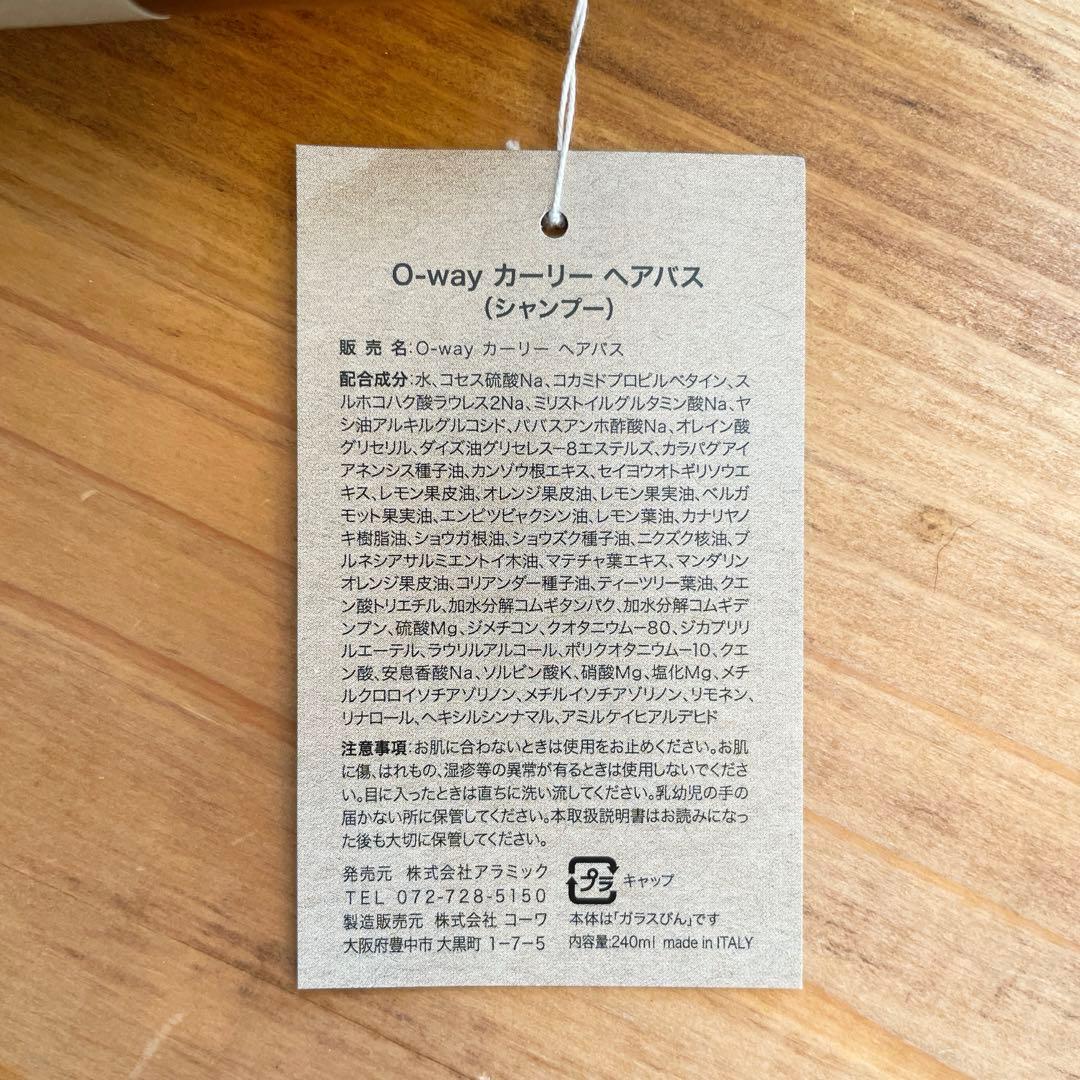 O-way カーリー ヘアバス
(シャンプー)
販売名:O-way カーリー ヘアバス
配合成分:水、コセス硫酸Na、コカミドプロピルベタイン、ス
ルホコハク酸ラウレス2Na、ミリストイルグルタミン酸Na、ヤ
シ油アルキルグルコシド、ババスアンホ酢酸Na、オレイン酸
グリセリル、ダイズ油グリセレス-8エステルズ、カラパグアイ
アネンシス種子油、カンゾウ根エキス、セイヨウオトギリソウエ
キス、レモン果皮油、オレンジ果皮油、レモン果実油、ベルガ
モット果実油、エンピツビャクシン油、レモン葉油、カナリヤノ
キ樹脂油、ショウガ根油、ショウズク種子油、ニクズク核油、ブ
ルネシアサルミエントイ木油、マテチャ葉エキス、マンダリン
オレンジ果皮油、コリアンダー種子油、ティーツリー葉油、クエ
ン酸トリエチル、加水分解コムギタンパク、加水分解コムギデ
ンプン、硫酸Mg、ジメチコン、クオタニウム-80、ジカプリリ
ルエーテル、ラウリルアルコール、ポリクオタニウム-10、クエ
ン酸、安息香酸Na、ソルビン酸K、硝酸Mg、塩化Mg、メチ
ルクロロイソチアゾリノン、メチルイソチアゾリノン、リモネン、
リナロール、ヘキシルシンナマル、アミルケイヒアルデヒド
注意事項:お肌に合わないときは使用をお止めください。お肌
に傷、はれもの、湿疹等の異常が有るときは使用しないでくださ
い。目に入ったときは直ちに洗い流してください。乳幼児の手の
届かない所に保管してください。本取扱説明書はお読みになっ
た後も大切に保管してください。
発売元 株式会社アラミック
TEL 072-728-5150
製造販売元 株式会社 コーワ
大阪府豊中市 大黒町 1-7-5
プラ キャップ
本体は「ガラスびん」です
内容量:240ml made in ITALY